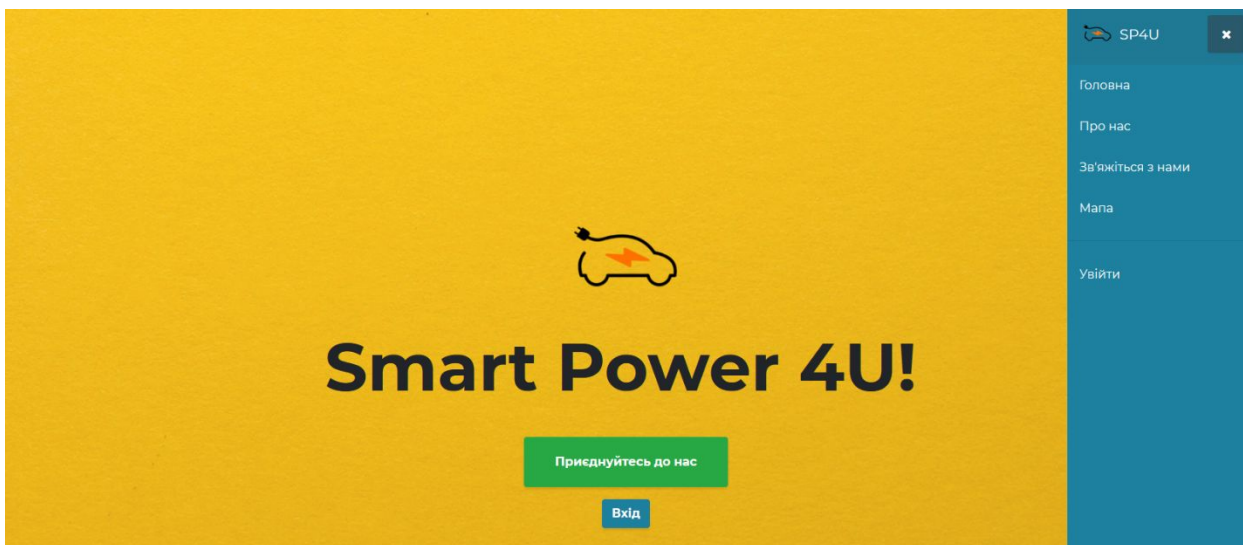 SP4U
Головна
Про нас
Зв'яжіться з нами
Мапа
Увійти
Smart Power 4U!
Приєднуйтесь до нас
Вхід